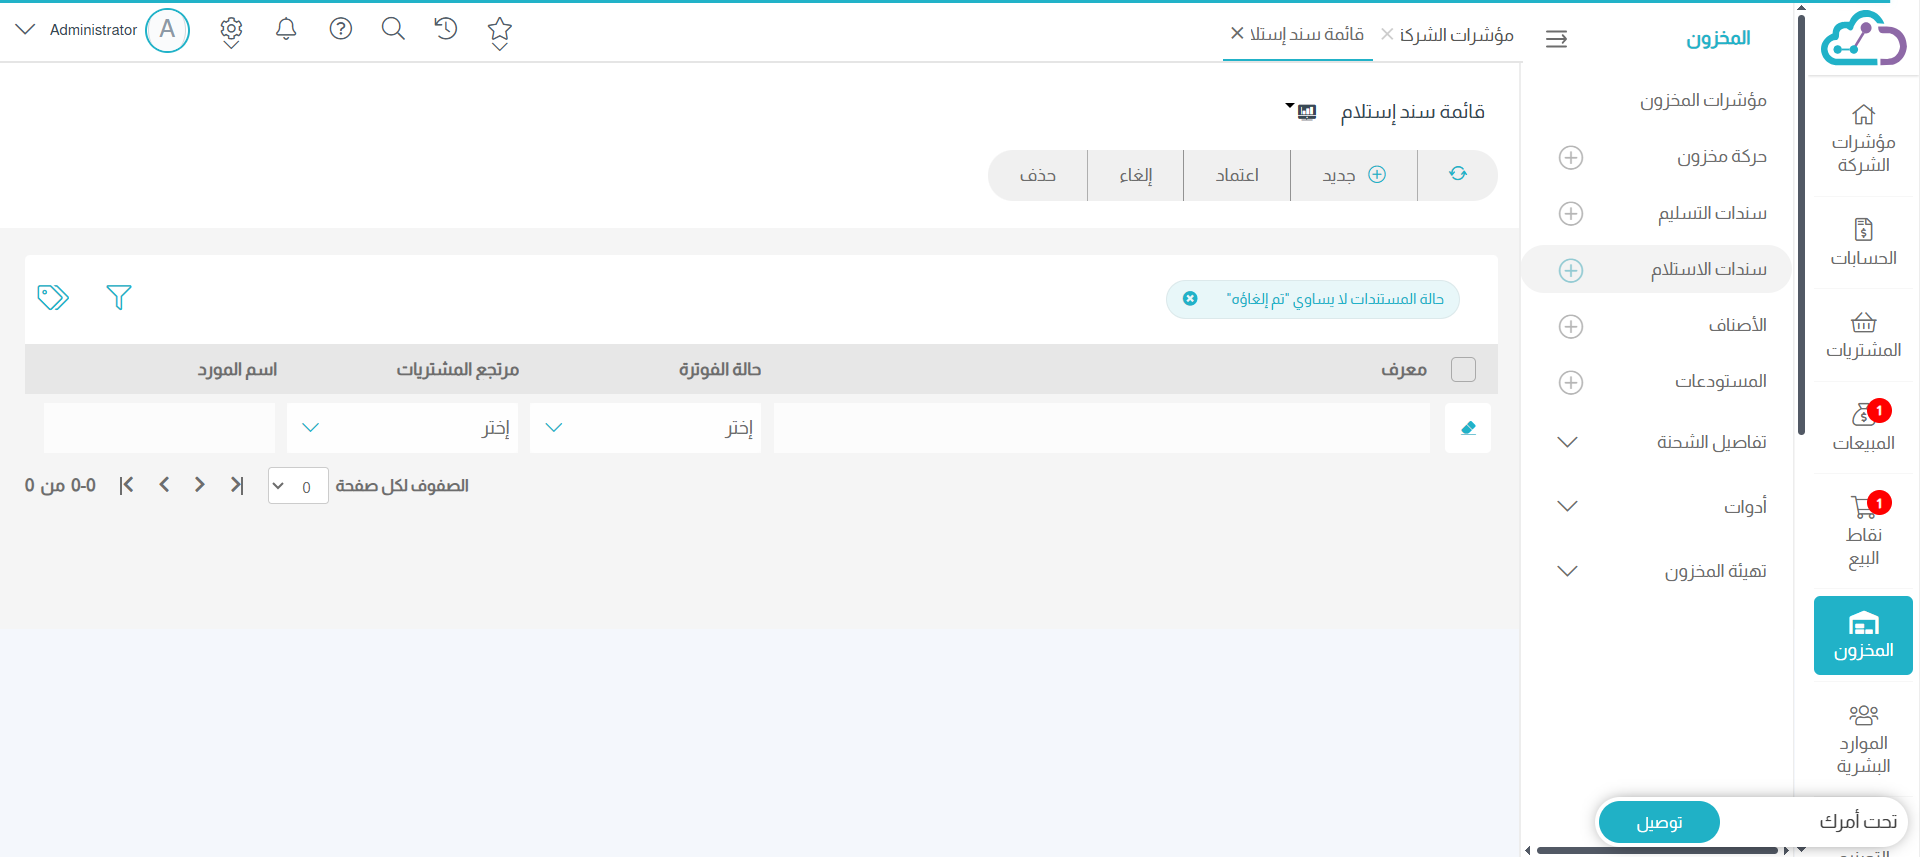 Administrator
A
قائمة سند إستلا
مؤشرات الشركة
المخزون
مؤشرات المخزون
حركة مخزون
سندات التسليم
سندات الاستلام
الأصناف
المستودعات
تفاصيل الشحنة
أدوات
تهيئة المخزون
مؤشرات
الشركة
الحسابات
المشتريات
1
المبيعات
1
نقاط
البيع
المخزون
الموارد
البشرية
تحت أمرك
توصيل
قائمة سند إستلام
جديد
اعتماد
إلغاء
حذف
حالة المستندات لا يساوي "تم إلغاؤه"
معرف
حالة الفوترة
مرتجع المشتريات
اسم المورد
إختر
إختر
الصفوف لكل صفحة
0
0-0 من 0